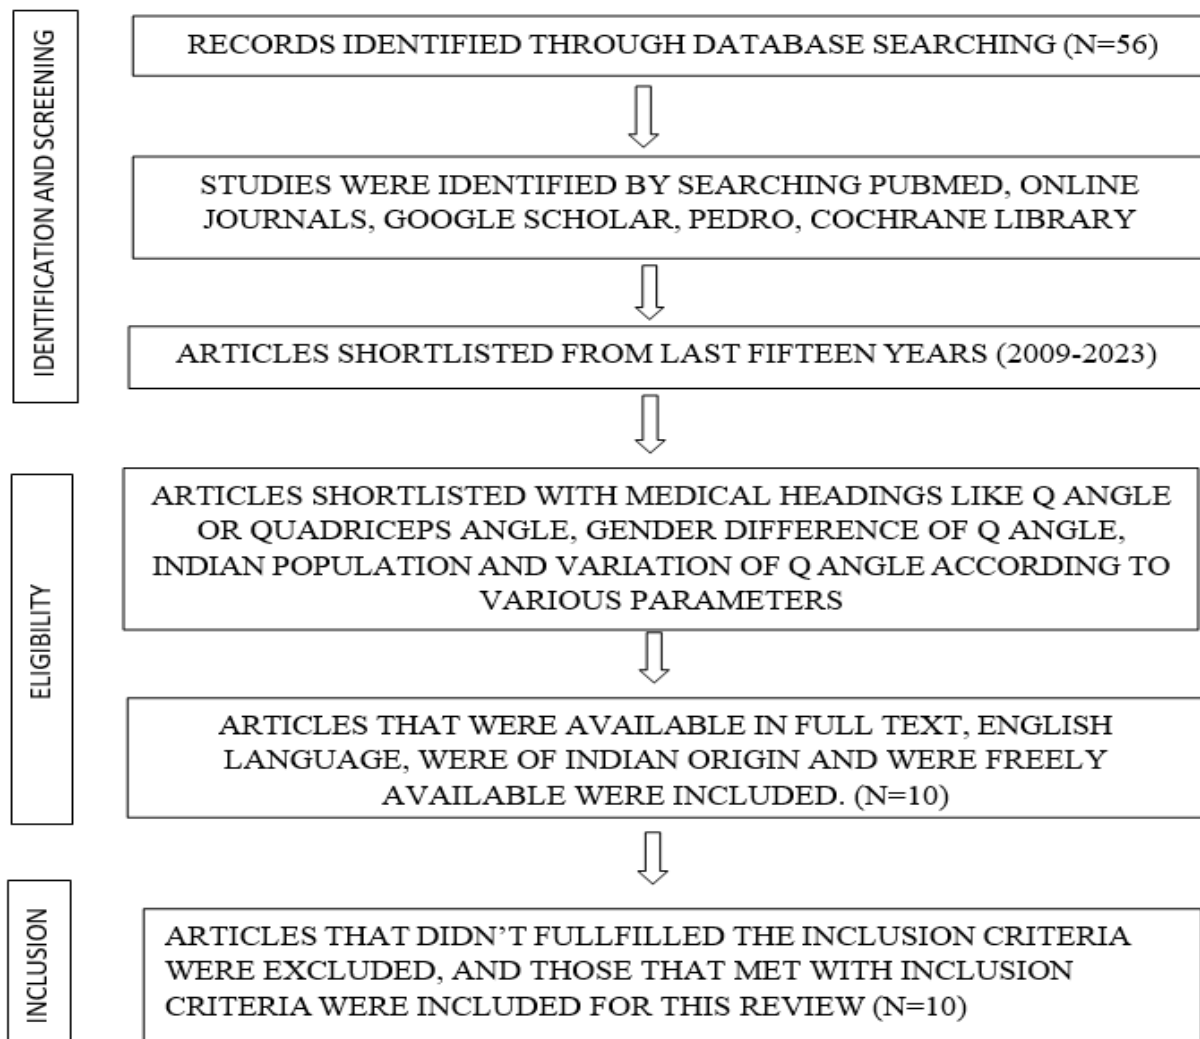 IDENTIFICATION AND SCREENING
RECORDS IDENTIFIED THROUGH DATABASE SEARCHING (N=56)
STUDIES WERE IDENTIFIED BY SEARCHING PUBMED, ONLINE
JOURNALS, GOOGLE SCHOLAR, PEDRO, COCHRANE LIBRARY
ARTICLES SHORTLISTED FROM LAST FIFTEEN YEARS (2009-2023)
ELIGIBILITY
ARTICLES SHORTLISTED WITH MEDICAL HEADINGS LIKE Q ANGLE
OR QUADRICEPS ANGLE, GENDER DIFFERENCE OF Q ANGLE,
INDIAN POPULATION AND VARIATION OF Q ANGLE ACCORDING TO
VARIOUS PARAMETERS
ARTICLES THAT WERE AVAILABLE IN FULL TEXT, ENGLISH
LANGUAGE, WERE OF INDIAN ORIGIN AND WERE FREELY
AVAILABLE WERE INCLUDED. (N=10)
INCLUSION
ARTICLES THAT DIDN'T FULLFILLED THE INCLUSION CRITERIA
WERE EXCLUDED, AND THOSE THAT MET WITH INCLUSION
CRITERIA WERE INCLUDED FOR THIS REVIEW (N=10)